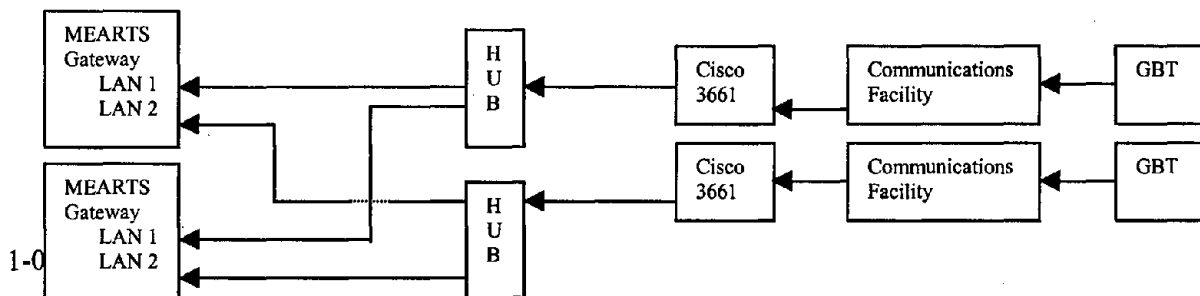 MEARTS
Gateway
LAN 1
LAN 2
H
U
B
Cisco
3661
Communications
Facility
GBT
MEARTS
Gateway
LAN 1
LAN 2
H
U
B
Cisco
3661
Communications
Facility
GBT
1-0